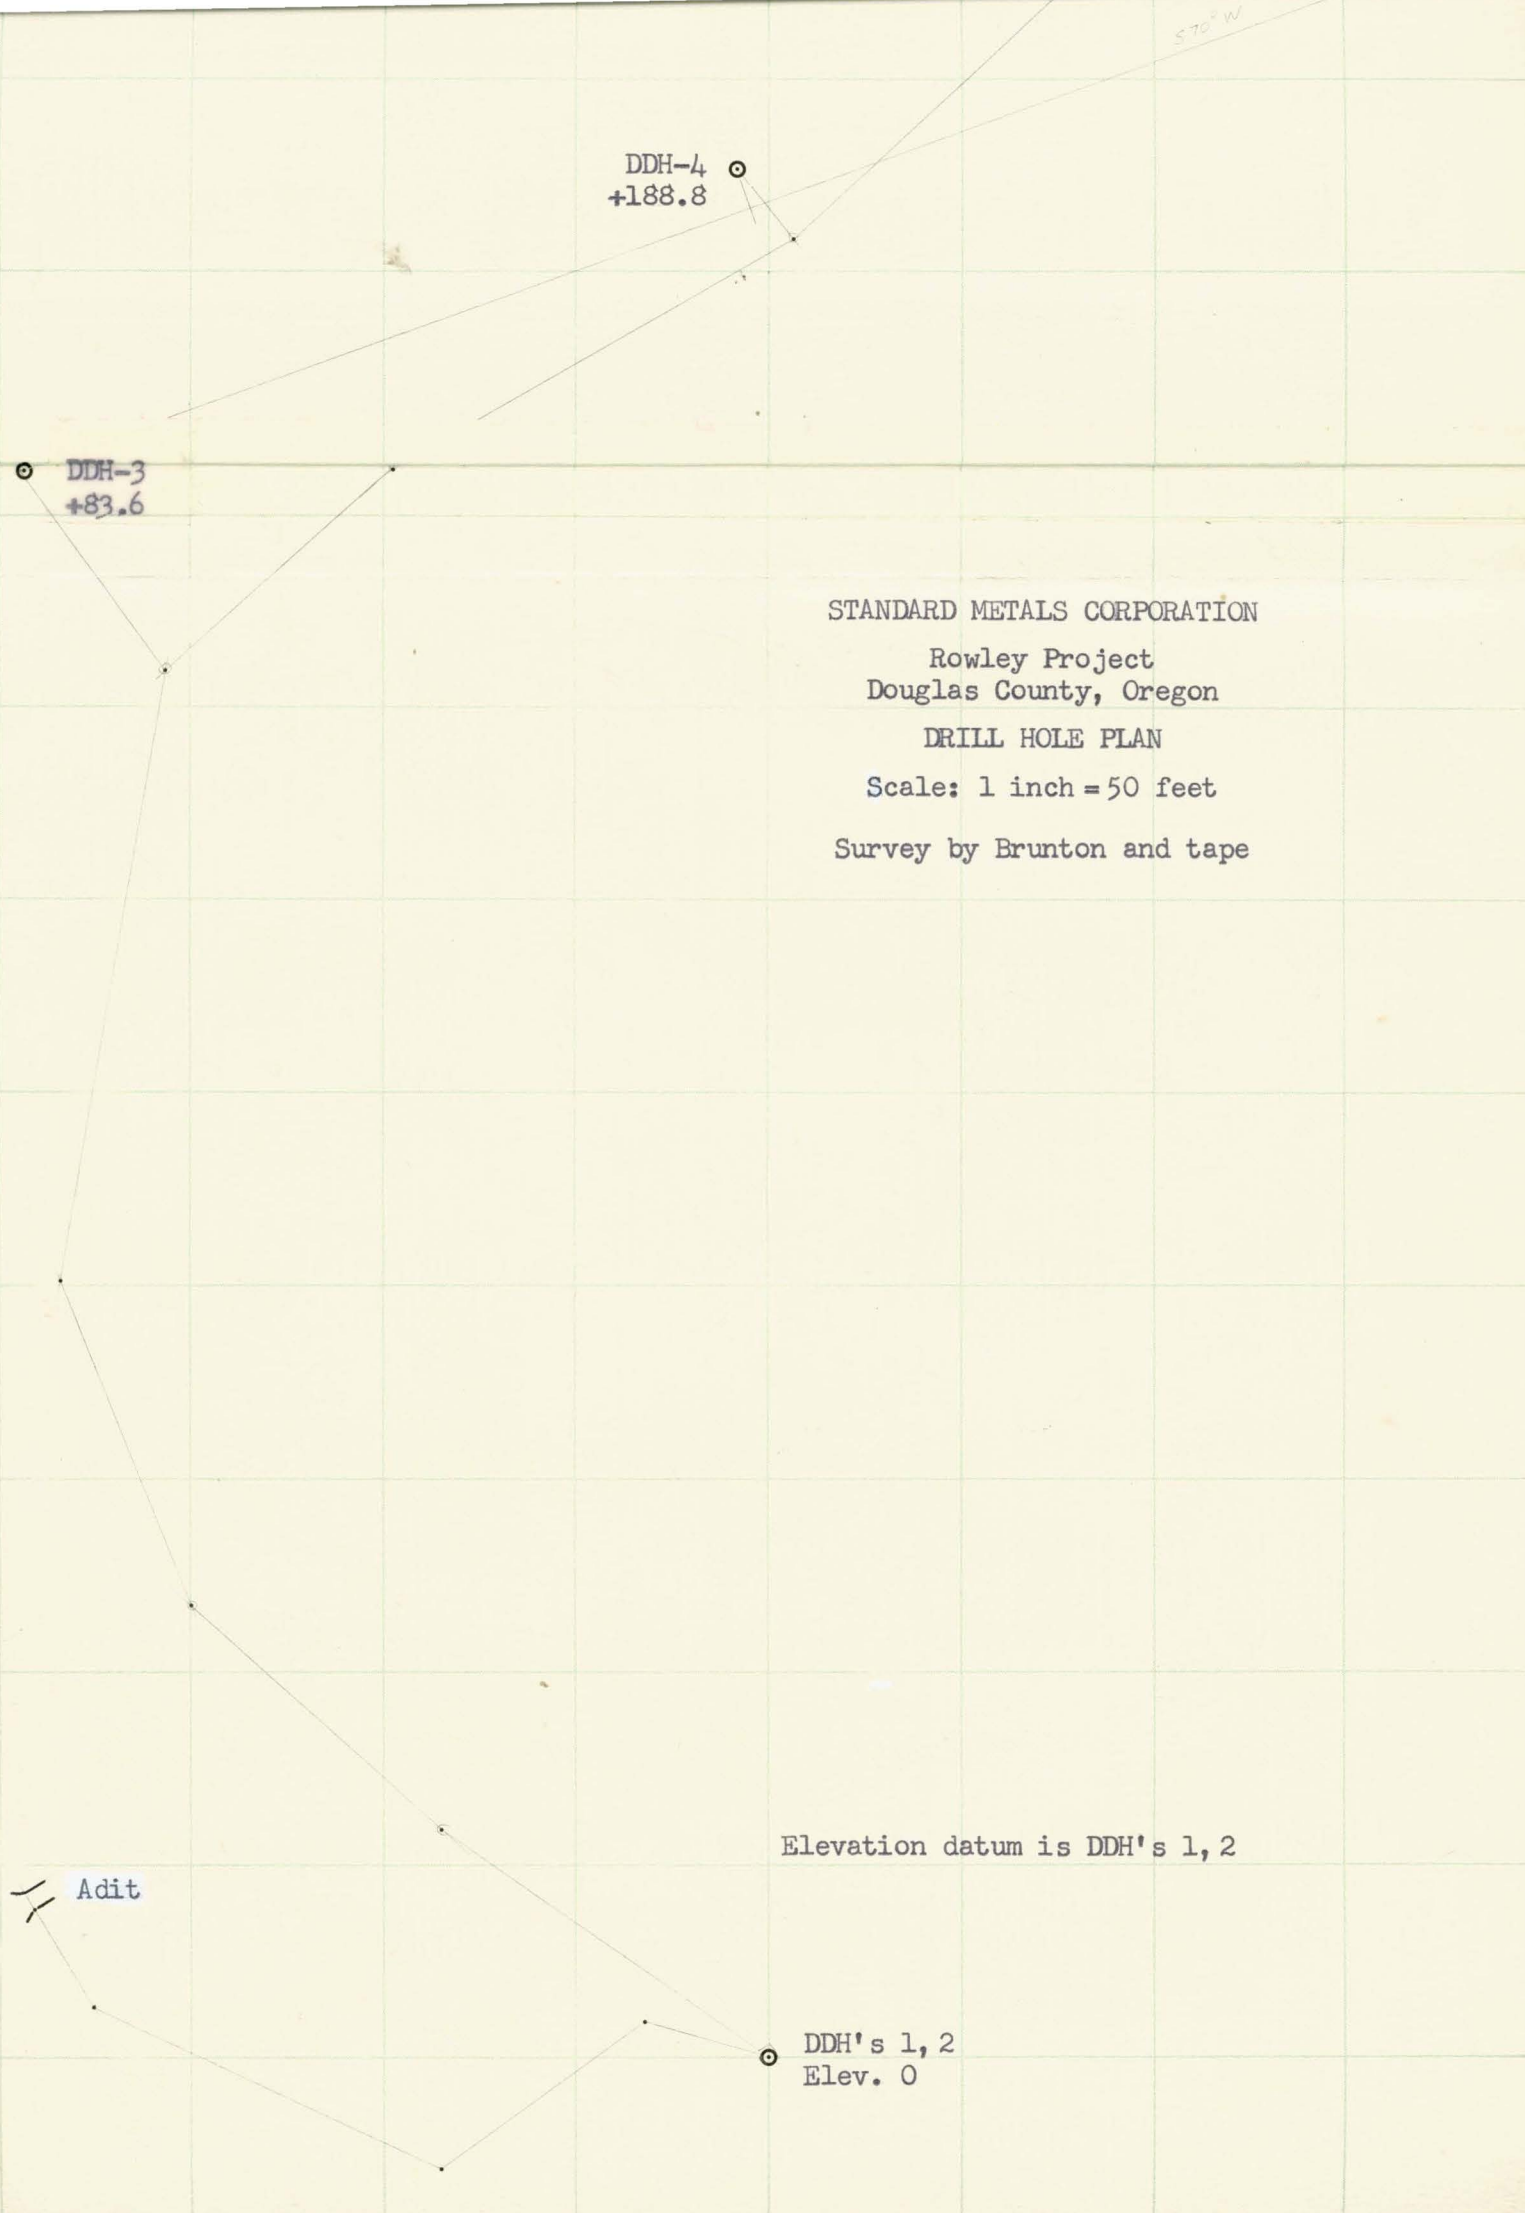 S 70° W
DDH-4
+188.8
DDH-3
+83.6
STANDARD METALS CORPORATION
Rowley Project
Douglas County, Oregon
DRILL HOLE PLAN
Scale: 1 inch = 50 feet
Survey by Brunton and tape
Elevation datum is DDH's 1, 2
Adit
DDH's 1, 2
Elev. 0